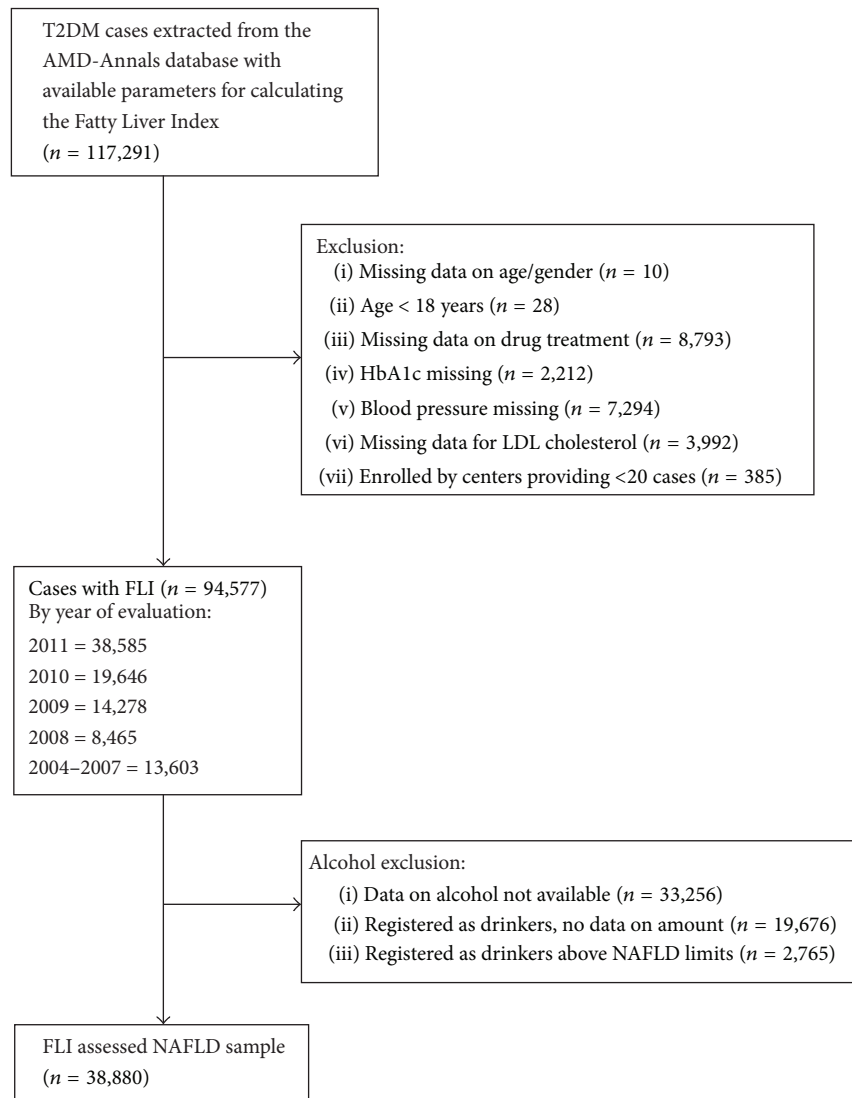 T2DM cases extracted from the
AMD-Annals database with
available parameters for calculating
the Fatty Liver Index
(n = 117,291)
Exclusion:
(i) Missing data on age/gender (n = 10)
(ii) Age < 18 years (n = 28)
(iii) Missing data on drug treatment (n = 8,793)
(iv) HbA1c missing (n = 2,212)
(v) Blood pressure missing (n = 7,294)
(vi) Missing data for LDL cholesterol (n = 3,992)
(vii) Enrolled by centers providing <20 cases (n = 385)
Cases with FLI (n = 94,577)
By year of evaluation:
2011 = 38,585
2010 = 19,646
2009 = 14,278
2008 = 8,465
2004–2007 = 13,603
Alcohol exclusion:
(i) Data on alcohol not available (n = 33,256)
(ii) Registered as drinkers, no data on amount (n = 19,676)
(iii) Registered as drinkers above NAFLD limits (n = 2,765)
FLI assessed NAFLD sample
(n = 38,880)